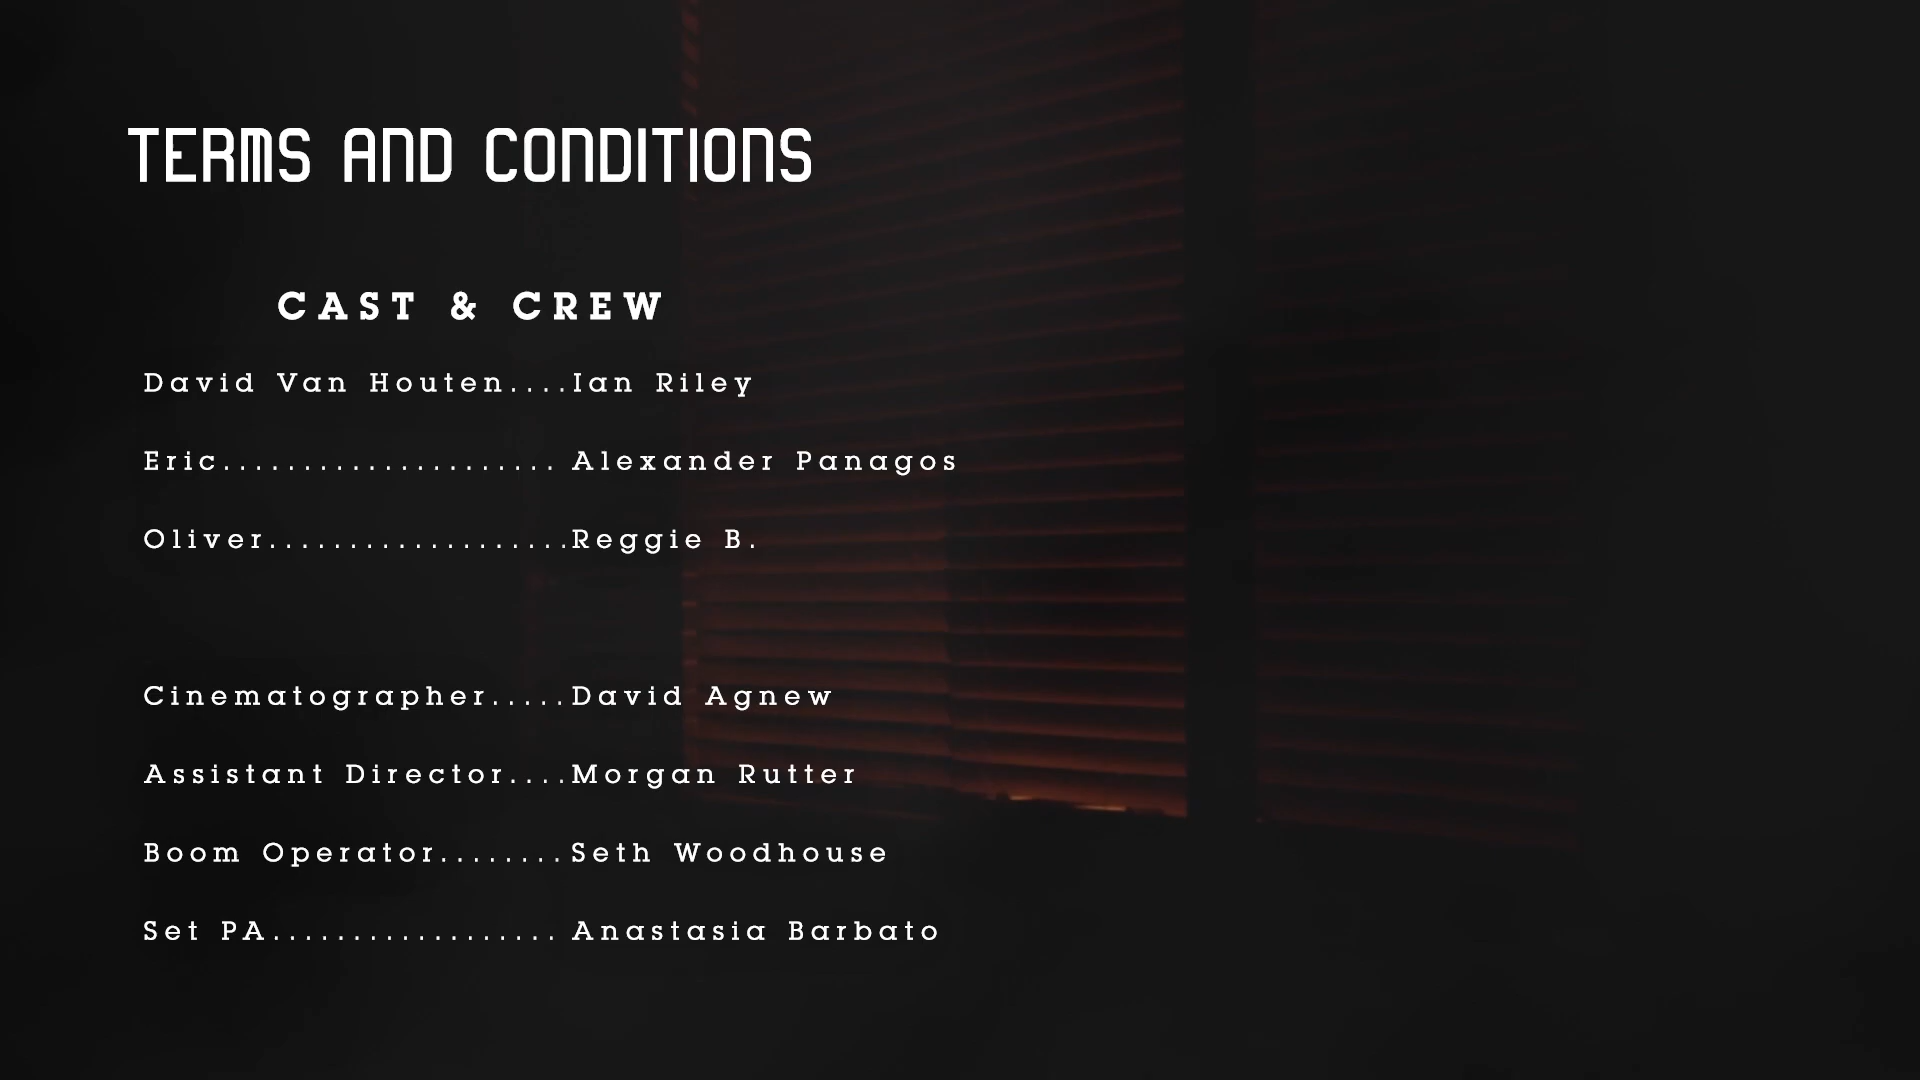 TERMS AND CONDITIONS
CAST & CREW
David Van Houten....Ian Riley
Eric..................... Alexander Panagos
Oliver...................Reggie B.
Cinematographer.....David Agnew
Assistant Director....Morgan Rutter
Boom Operator........Seth Woodhouse
Set PA.................. Anastasia Barbato